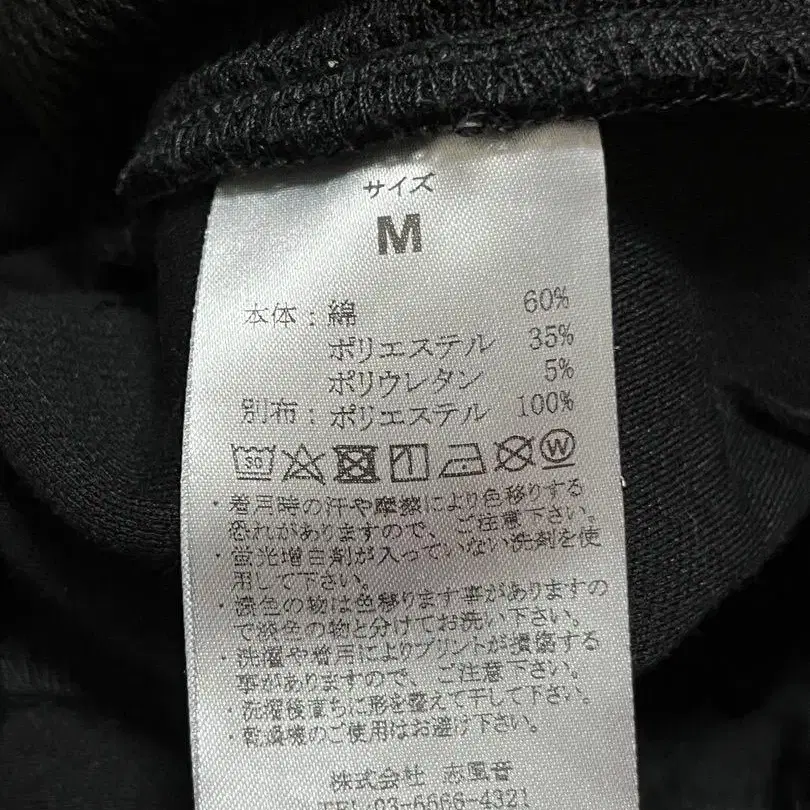 サイズ
M
本体：綿 60%
ポリエステル 35%
ポリウレタン 5%
別布：ポリエステル 100%
30 W
・着用時の汗や摩擦により色移りする
恐れがありますので、ご注意下さい。
・蛍光増白剤が入っていない洗剤を使
用して下さい。
・濃色の物は色移ります事がありますの
で淡色の物と分けてお洗い下さい。
・洗濯や着用によりプリントが損傷する
事がありますので、ご注意下さい。
・洗濯後直ちに形を整えて干して下さい。
・乾燥機のご使用はお避け下さい。
株式会社 志風音
TEL 03-6666-4321